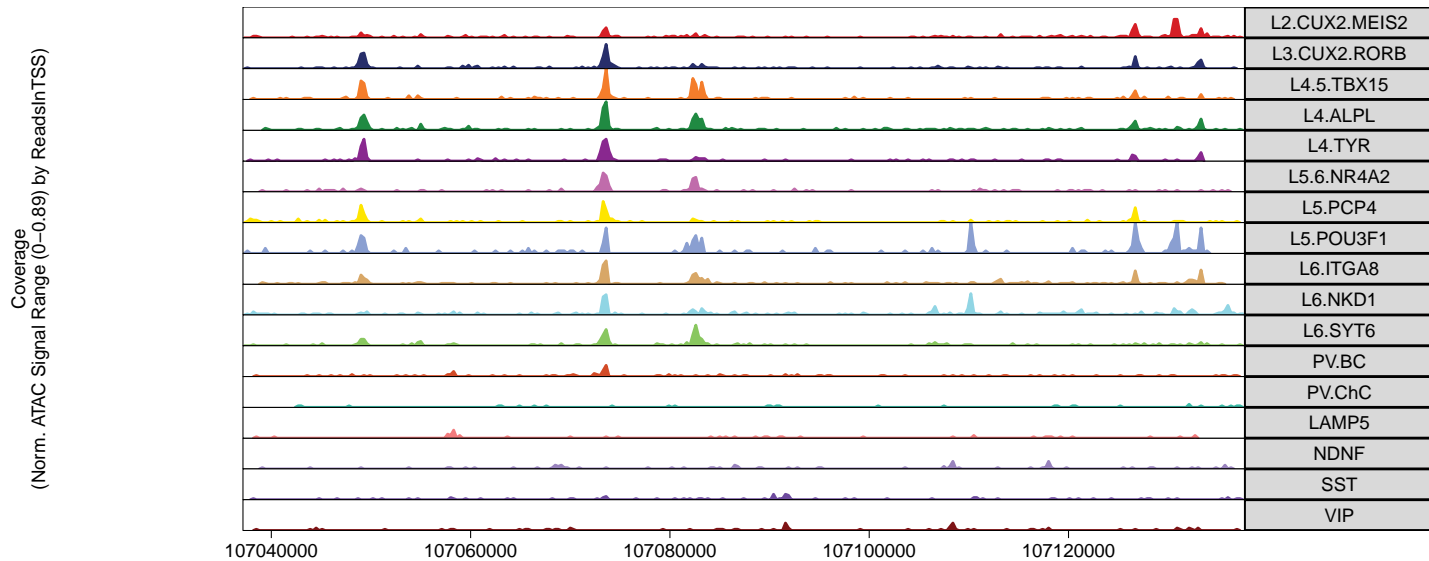 Coverage
(Norm. ATAC Signal Range (0−0.89) by ReadsInTSS)
L2.CUX2.MEIS2
L3.CUX2.RORB
L4.5.TBX15
L4.ALPL
L4.TYR
L5.6.NR4A2
L5.PCP4
L5.POU3F1
L6.ITGA8
L6.NKD1
L6.SYT6
PV.BC
PV.ChC
LAMP5
NDNF
SST
VIP
107040000 107060000 107080000 107100000 107120000